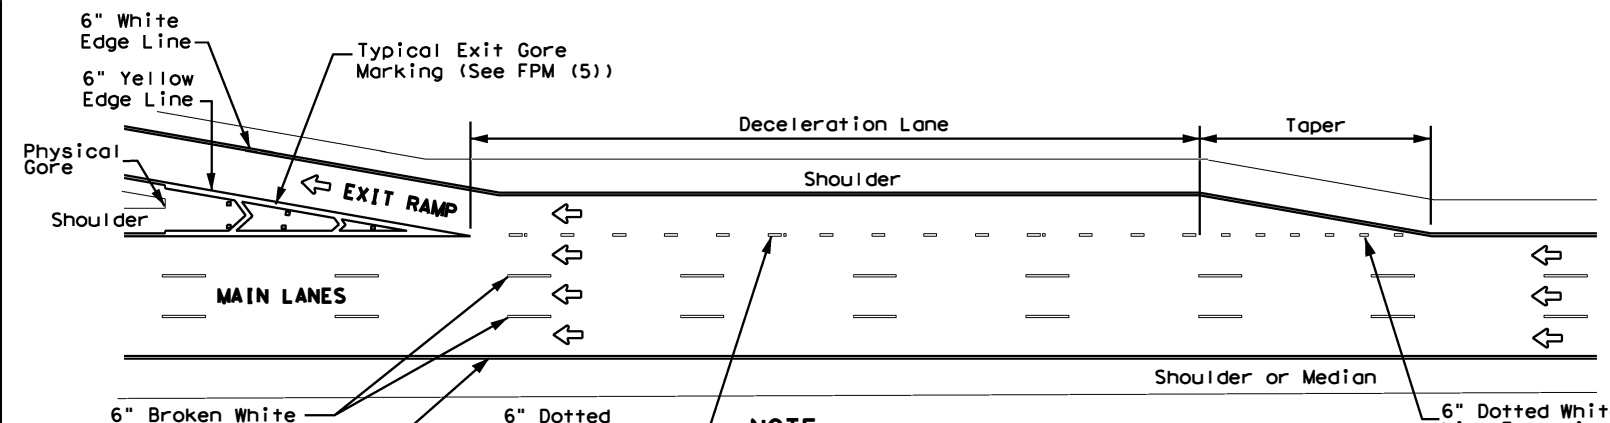 6" White
Edge Line
Typical Exit Gore
Marking (See FPM (5))
6" Yellow
Edge Line
Deceleration Lane
Taper
Physical
Gore
EXIT RAMP
Shoulder
Shoulder
MAIN LANES
Shoulder or Median
6" Broken White
6" Dotted
NOTE
6" Dotted Whit